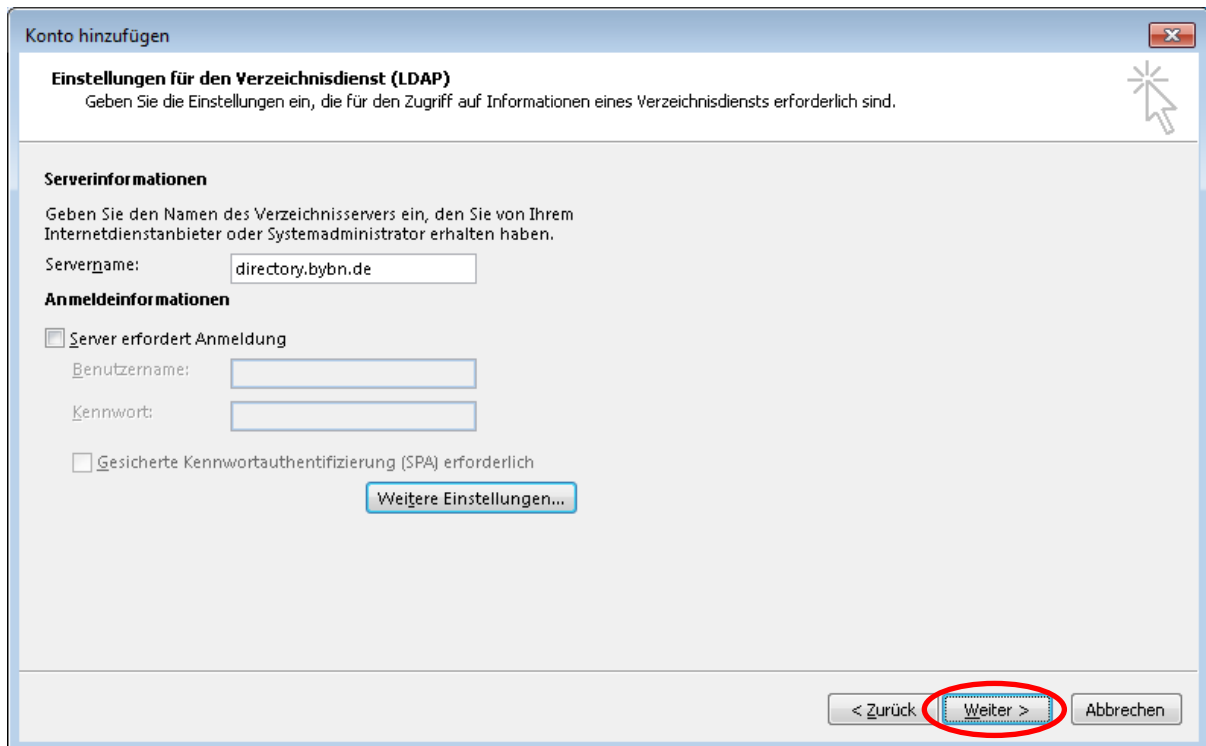 Konto hinzufügen
Einstellungen für den Verzeichnisdienst (LDAP)
Geben Sie die Einstellungen ein, die für den Zugriff auf Informationen eines Verzeichnisdiensts erforderlich sind.
Serverinformationen
Geben Sie den Namen des Verzeichnisservers ein, den Sie von Ihrem
Internetdienstanbieter oder Systemadministrator erhalten haben.
Servername: directory.bybn.de
Anmeldeinformationen
Server erfordert Anmeldung
Benutzername:
Kennwort:
Gesicherte Kennwortauthentifizierung (SPA) erforderlich
Weitere Einstellungen...
< Zurück Weiter > Abbrechen